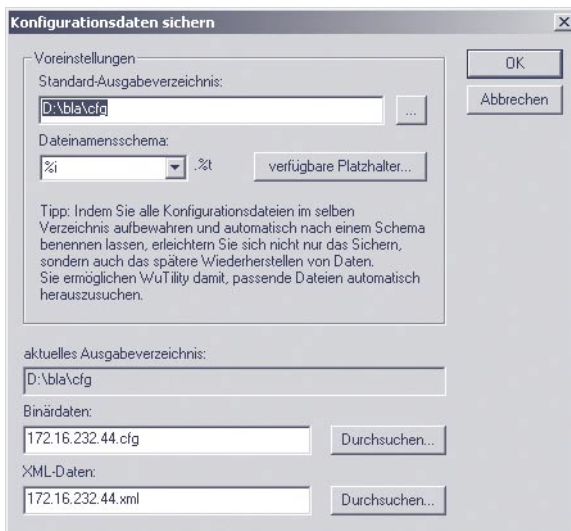 Konfigurationsdaten sichern
Voreinstellungen
Standard-Ausgabeverzeichnis:
D:\bla\cfg
...
Dateinamensschema:
%i
.%t
verfügbare Platzhalter...
Tipp: Indem Sie alle Konfigurationsdateien im selben
Verzeichnis aufbewahren und automatisch nach einem Schema
benennen lassen, erleichtern Sie sich nicht nur das Sichern,
sondern auch das spätere Wiederherstellen von Daten.
Sie ermöglichen WuTility damit, passende Dateien automatisch
herauszusuchen.
OK
Abbrechen
aktuelles Ausgabeverzeichnis:
D:\bla\cfg
Binärdaten:
172.16.232.44.cfg
Durchsuchen...
XML-Daten:
172.16.232.44.xml
Durchsuchen...